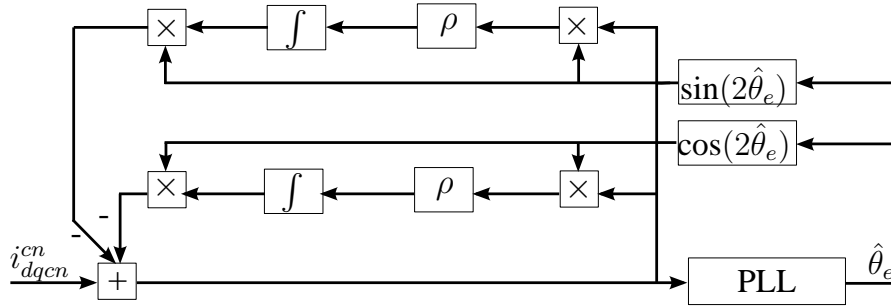 × ∫ ρ ×
sin(2θ̂_e)
cos(2θ̂_e)
× ∫ ρ ×
-
-
i_{dqcn}^{cn}
+
PLL
θ̂_e